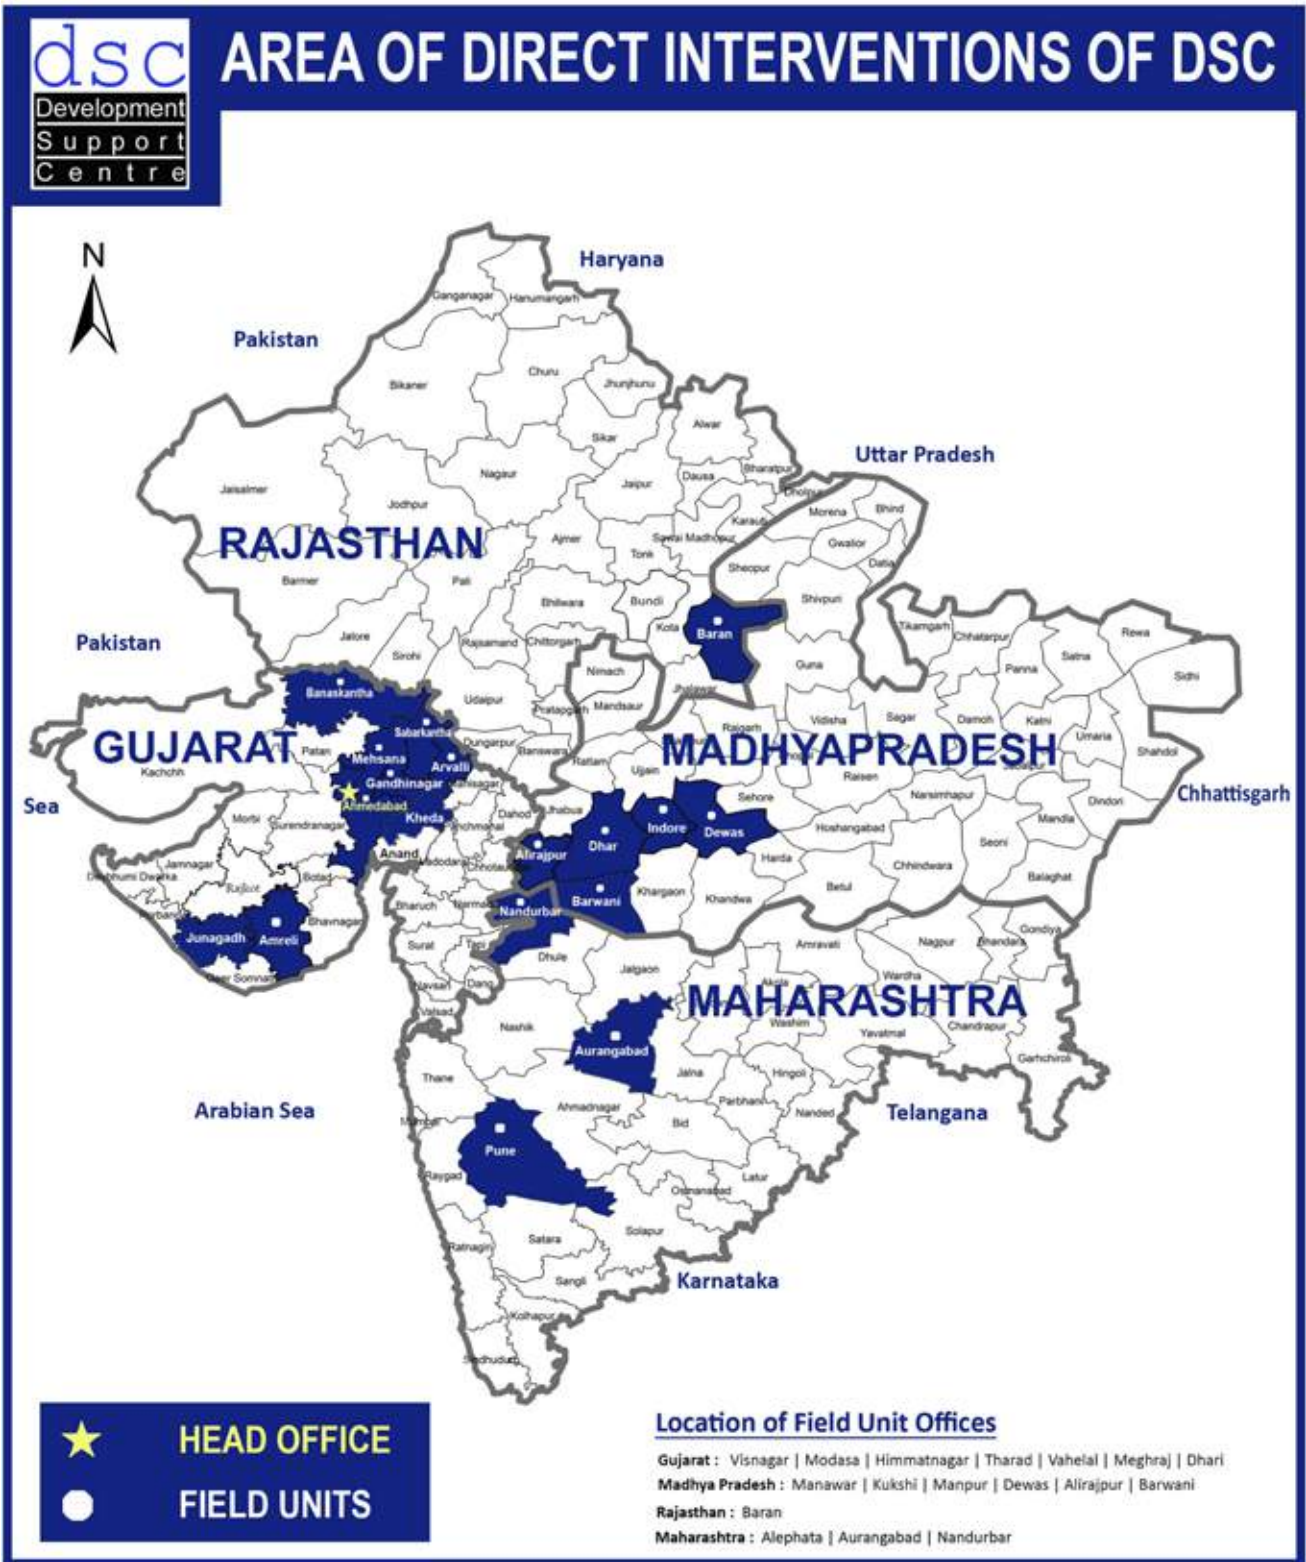 dsc
Development
Support
Centre
AREA OF DIRECT INTERVENTIONS OF DSC
N
Haryana
Pakistan
Uttar Pradesh
Pakistan
Sea
Chhattisgarh
Arabian Sea
Telangana
Karnataka
RAJASTHAN
Ganganagar
Hanumangarh
Bikaner
Churu
Jhunjhunu
Sikar
Alwar
Jaisalmer
Nagaur
Jaipur
Dausa
Bharatpur
Dholpur
Jodhpur
Ajmer
Tonk
Sawai Madhopur
Karauli
Barmer
Pali
Bhilwara
Bundi
Kota
Baran
Jalore
Sirohi
Rajsamand
Chittorgarh
Udaipur
Pratapgarh
Jhalawar
Dungarpur
Banswara
GUJARAT
Banaskantha
Sabarkantha
Patan
Mehsana
Arvalli
Kachchh
Gandhinagar
Ahmedabad
Kheda
Dahod
Morbi
Surendranagar
Anand
Jamnagar
Rajkot
Botad
Bharuch
Bhavnagar
Junagadh
Amreli
Surat
Tapi
Navsari
Dang
Valsad
MADHYAPRADESH
Morena
Bhind
Gwalior
Datia
Sheopur
Shivpuri
Tikamgarh
Chhatarpur
Rewa
Satna
Panna
Sidhi
Guna
Nimach
Mandsaur
Rajgarh
Vidisha
Sagar
Damoh
Katni
Umaria
Shahdol
Ratlam
Ujjain
Raisen
Narsimhapur
Dindori
Mandla
Jhabua
Sehore
Indore
Dewas
Dhar
Alirajpur
Hoshangabad
Seoni
Harda
Chhindwara
Balaghat
Betul
Barwani
Khargaon
Khandwa
MAHARASHTRA
Nandurbar
Dhule
Jalgaon
Amravati
Nagpur
Bhandara
Gondiya
Akola
Wardha
Nashik
Washim
Yavatmal
Chandrapur
Garhchiroli
Aurangabad
Jalna
Hingoli
Thane
Ahmadnagar
Parbhani
Nanded
Mumbai
Bid
Pune
Raygad
Latur
Osmanabad
Solapur
Satara
Ratnagiri
Sangli
Kolhapur
Sindhudurg
HEAD OFFICE
FIELD UNITS
Location of Field Unit Offices
Gujarat : Visnagar | Modasa | Himmatnagar | Tharad | Vahelal | Meghraj | Dhari
Madhya Pradesh : Manawar | Kukshi | Manpur | Dewas | Alirajpur | Barwani
Rajasthan : Baran
Maharashtra : Alephata | Aurangabad | Nandurbar